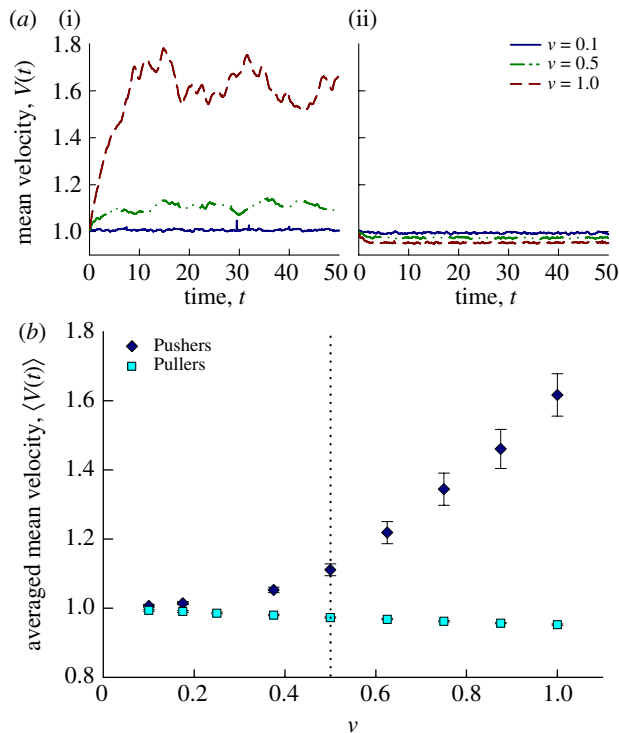 (a) (i)
(ii)
mean velocity, V(t)
1.8
1.6
1.4
1.2
1.0
0 10 20 30 40 50
time, t
v = 0.1
v = 0.5
v = 1.0
0 10 20 30 40 50
time, t
(b)
averaged mean velocity, ⟨V(t)⟩
1.8
1.6
1.4
1.2
1.0
0.8
Pushers
Pullers
0 0.2 0.4 0.6 0.8 1.0
v